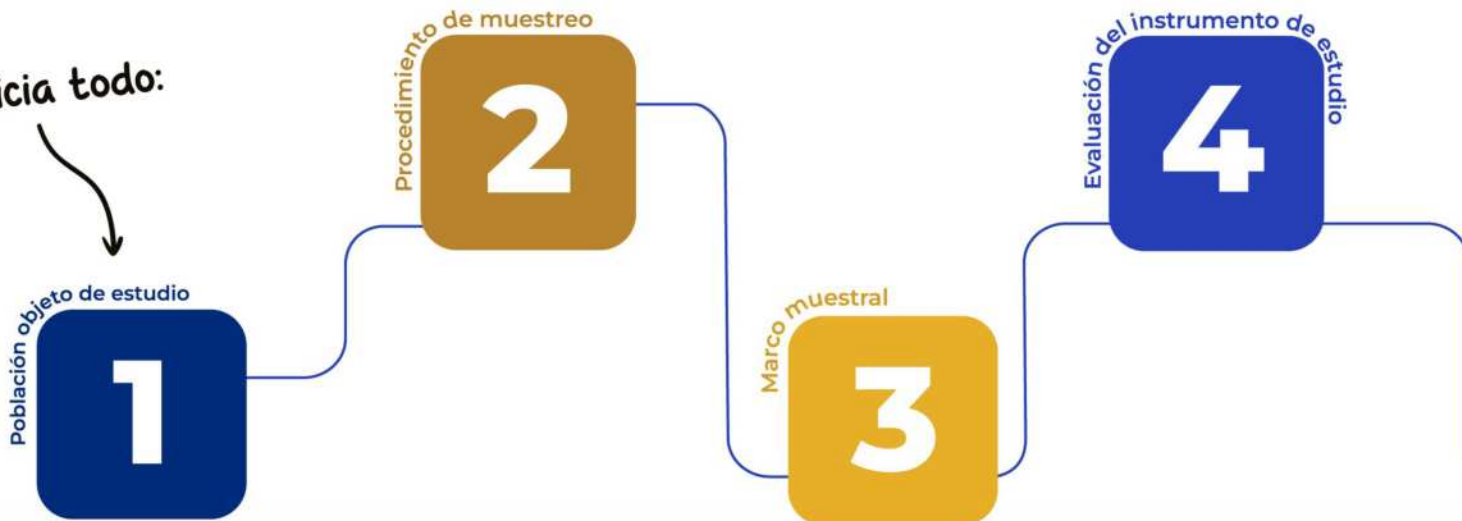 icia todo:
Población objeto de estudio
1
Procedimiento de muestreo
2
Marco muestral
3
Evaluación del instrumento de estudio
4